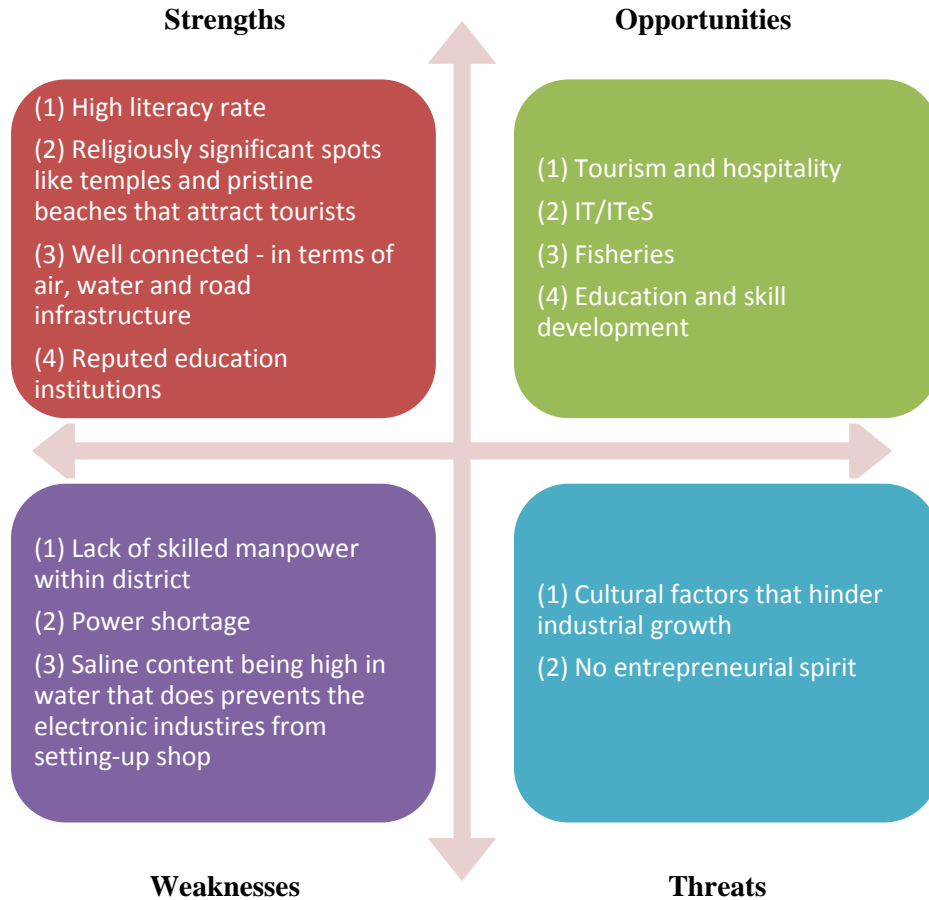 Strengths
Opportunities
(1) High literacy rate
(2) Religiously significant spots
like temples and pristine
beaches that attract tourists
(3) Well connected - in terms of
air, water and road
infrastructure
(4) Reputed education
institutions
(1) Tourism and hospitality
(2) IT/ITeS
(3) Fisheries
(4) Education and skill
development
(1) Lack of skilled manpower
within district
(2) Power shortage
(3) Saline content being high in
water that does prevents the
electronic industires from
setting-up shop
(1) Cultural factors that hinder
industrial growth
(2) No entrepreneurial spirit
Weaknesses
Threats